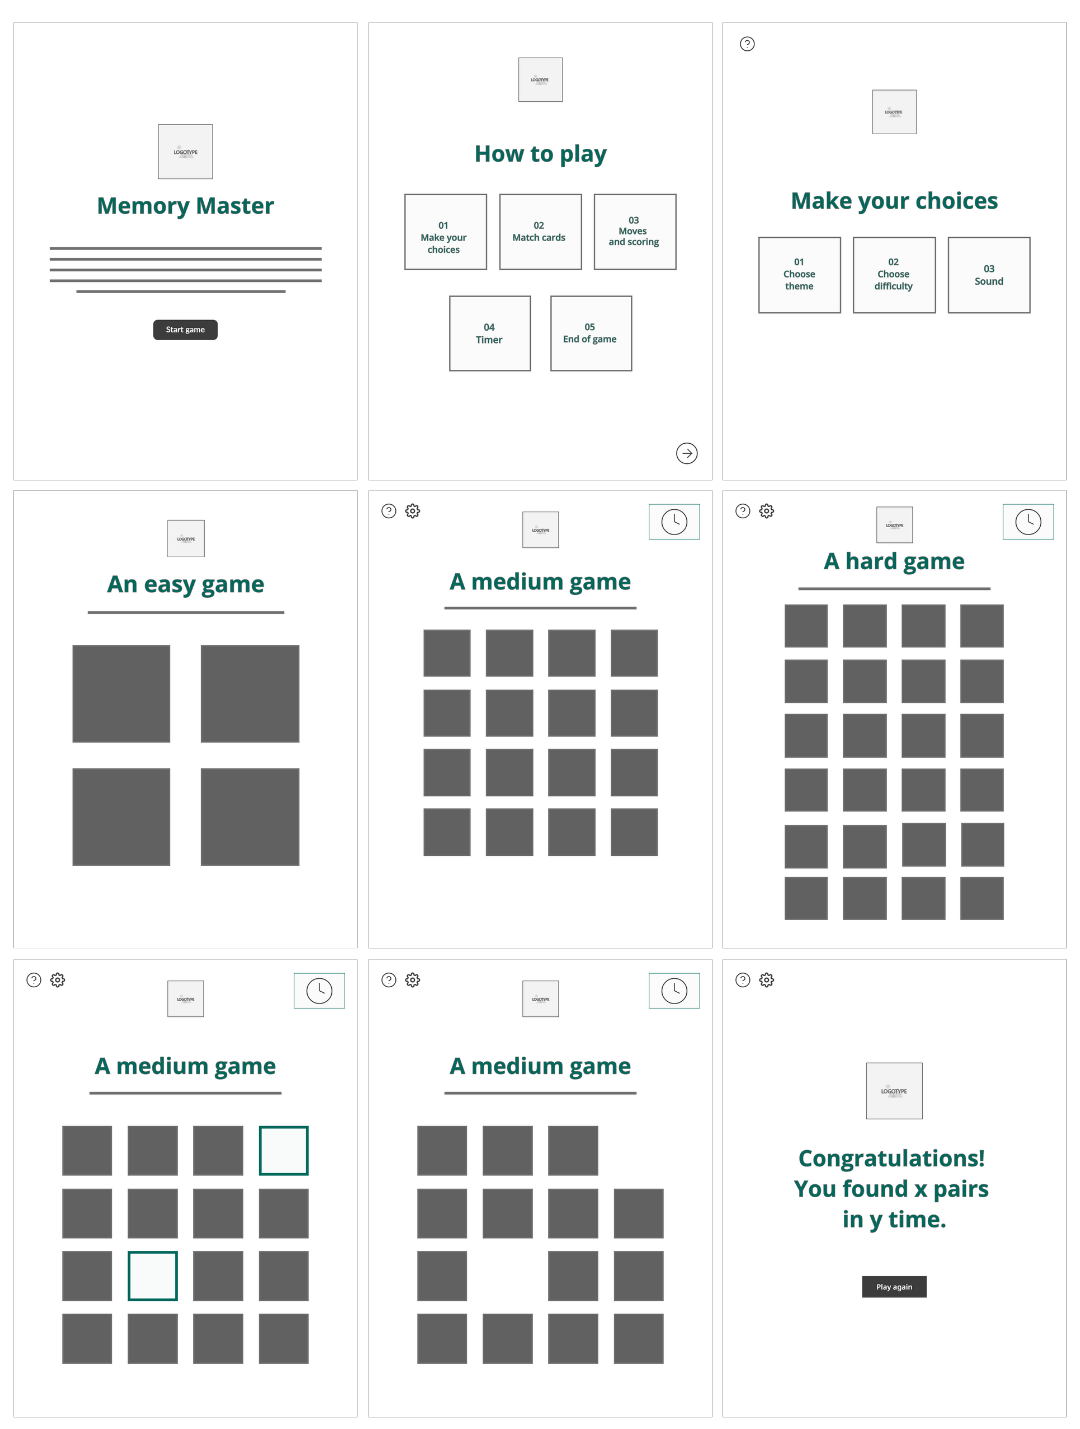 LOGOTYPE
Memory Master
Start game
LOGOTYPE
How to play
01
Make your
choices
02
Match cards
03
Moves
and scoring
04
Timer
05
End of game
?
LOGOTYPE
Make your choices
01
Choose
theme
02
Choose
difficulty
03
Sound
LOGOTYPE
An easy game
?
LOGOTYPE
A medium game
?
LOGOTYPE
A hard game
?
LOGOTYPE
A medium game
?
LOGOTYPE
A medium game
?
LOGOTYPE
Congratulations!
You found x pairs
in y time.
Play again